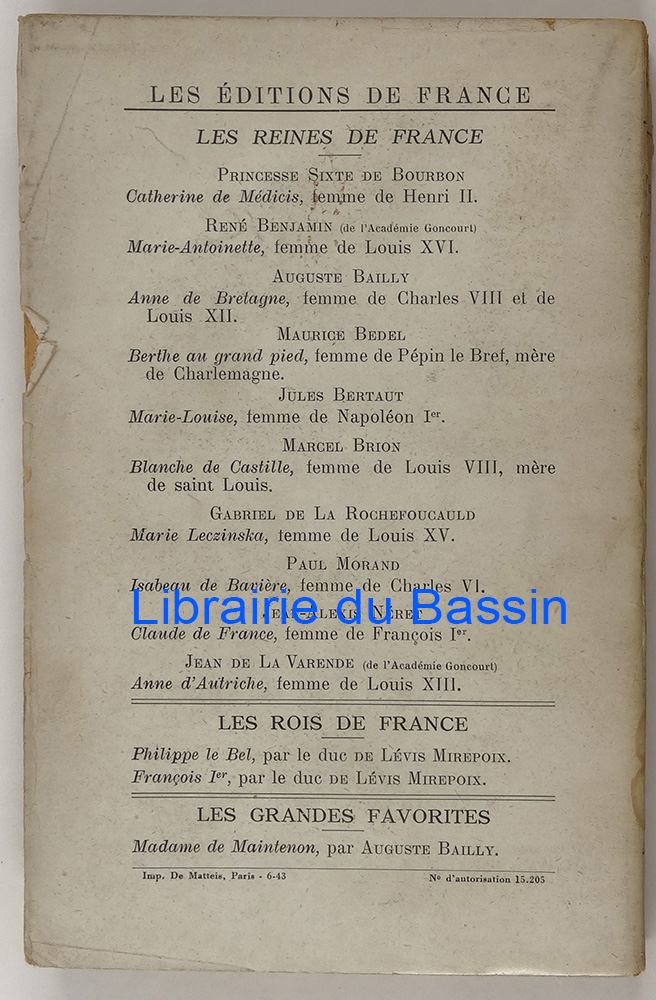 LES ÉDITIONS DE FRANCE
LES REINES DE FRANCE
PRINCESSE SIXTE DE BOURBON
Catherine de Médicis, femme de Henri II.
RENÉ BENJAMIN (de l'Académie Goncourt)
Marie-Antoinette, femme de Louis XVI.
AUGUSTE BAILLY
Anne de Bretagne, femme de Charles VIII et de
Louis XII.
MAURICE BEDEL
Berthe au grand pied, femme de Pépin le Bref, mère
de Charlemagne.
JULES BERTAUT
Marie-Louise, femme de Napoléon Ier.
MARCEL BRION
Blanche de Castille, femme de Louis VIII, mère
de saint Louis.
GABRIEL DE LA ROCHEFOUCAULD
Marie Leczinska, femme de Louis XV.
PAUL MORAND
Isabeau de Bavière, femme de Charles VI.
Librairie du Bassin
JEAN-ALEXIS NÉRET
Claude de France, femme de François Ier.
JEAN DE LA VARENDE (de l'Académie Goncourt)
Anne d'Autriche, femme de Louis XIII.
LES ROIS DE FRANCE
Philippe le Bel, par le duc DE LÉVIS MIREPOIX.
François Ier, par le duc DE LÉVIS MIREPOIX.
LES GRANDES FAVORITES
Madame de Maintenon, par AUGUSTE BAILLY.
Imp. De Matteis, Paris - 6-43 No d'autorisation 15.205